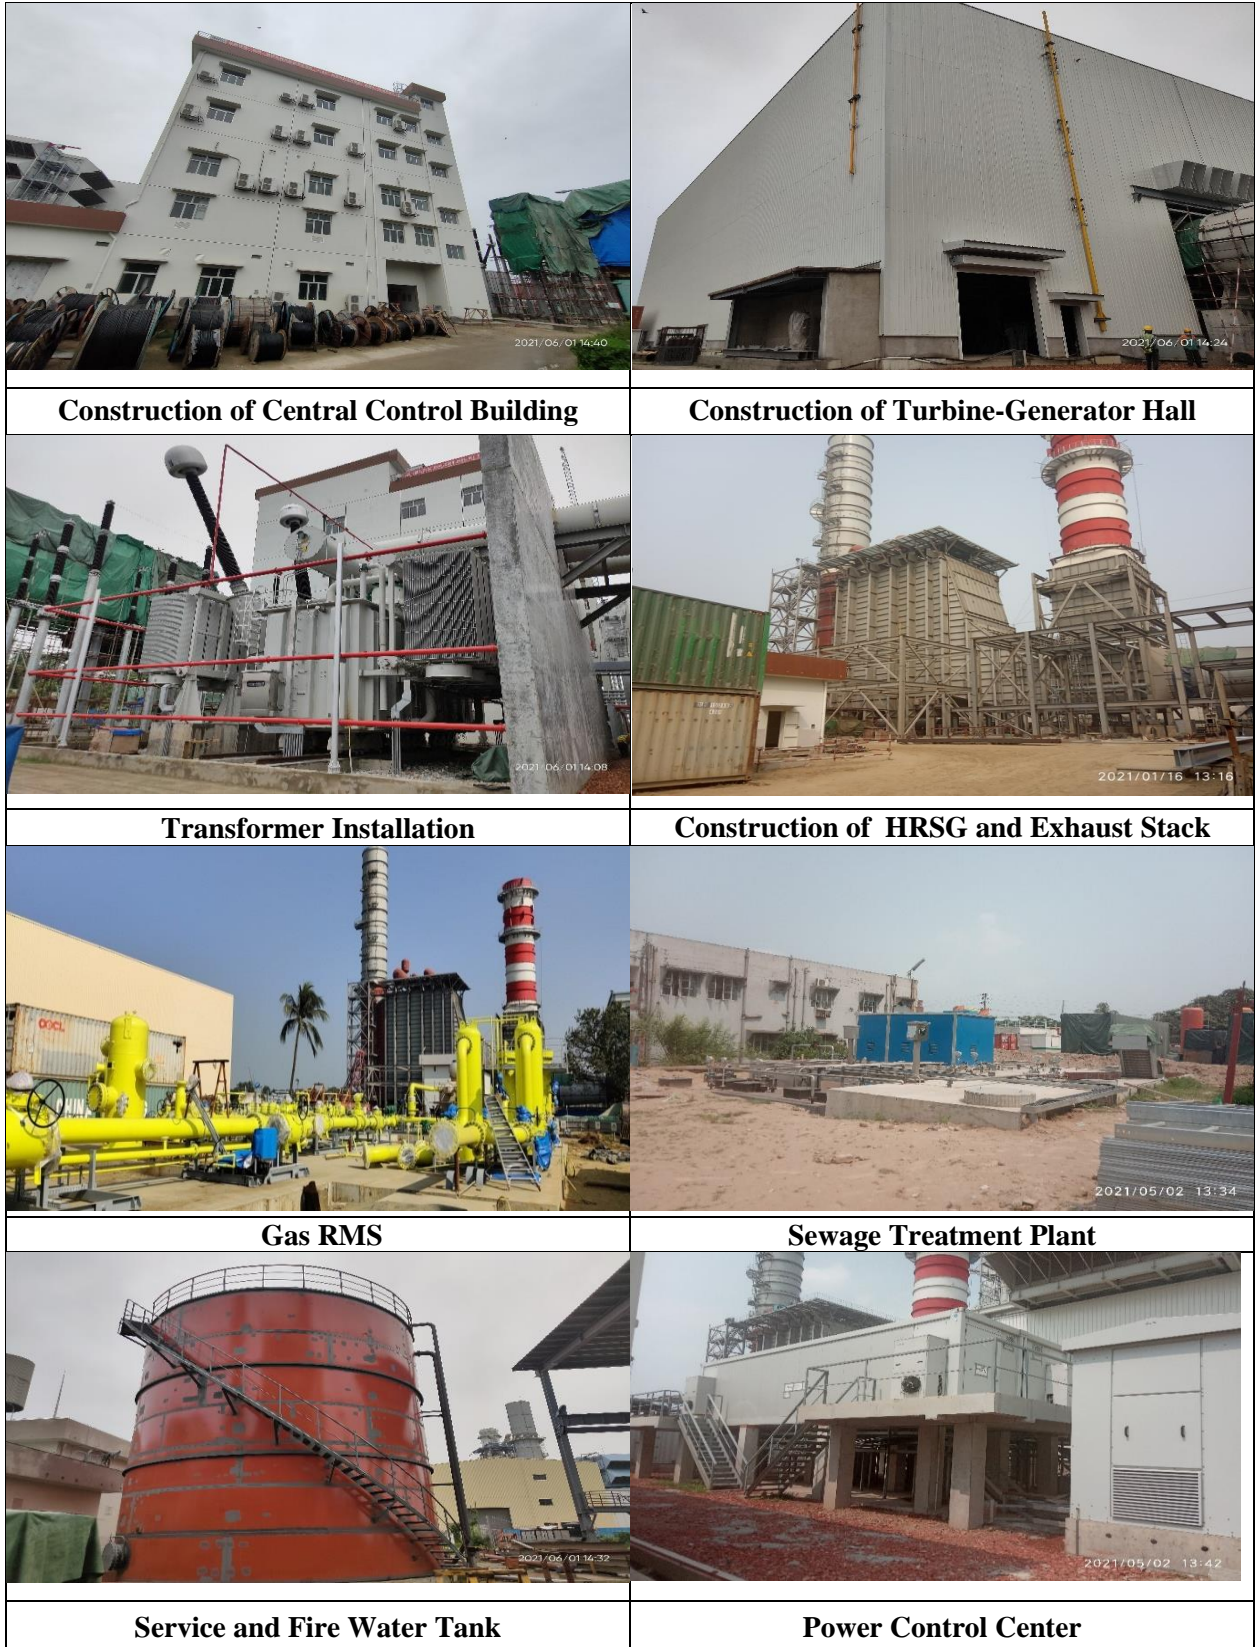 2021/06/01 14:40
2021/06/01 14:24
Construction of Central Control Building
Construction of Turbine-Generator Hall
2021/06/01 14:08
2021/01/16 13:16
Transformer Installation
Construction of HRSG and Exhaust Stack
2021/05/02 13:34
Gas RMS
Sewage Treatment Plant
2021/06/01 14:32
2021/05/02 13:42
Service and Fire Water Tank
Power Control Center